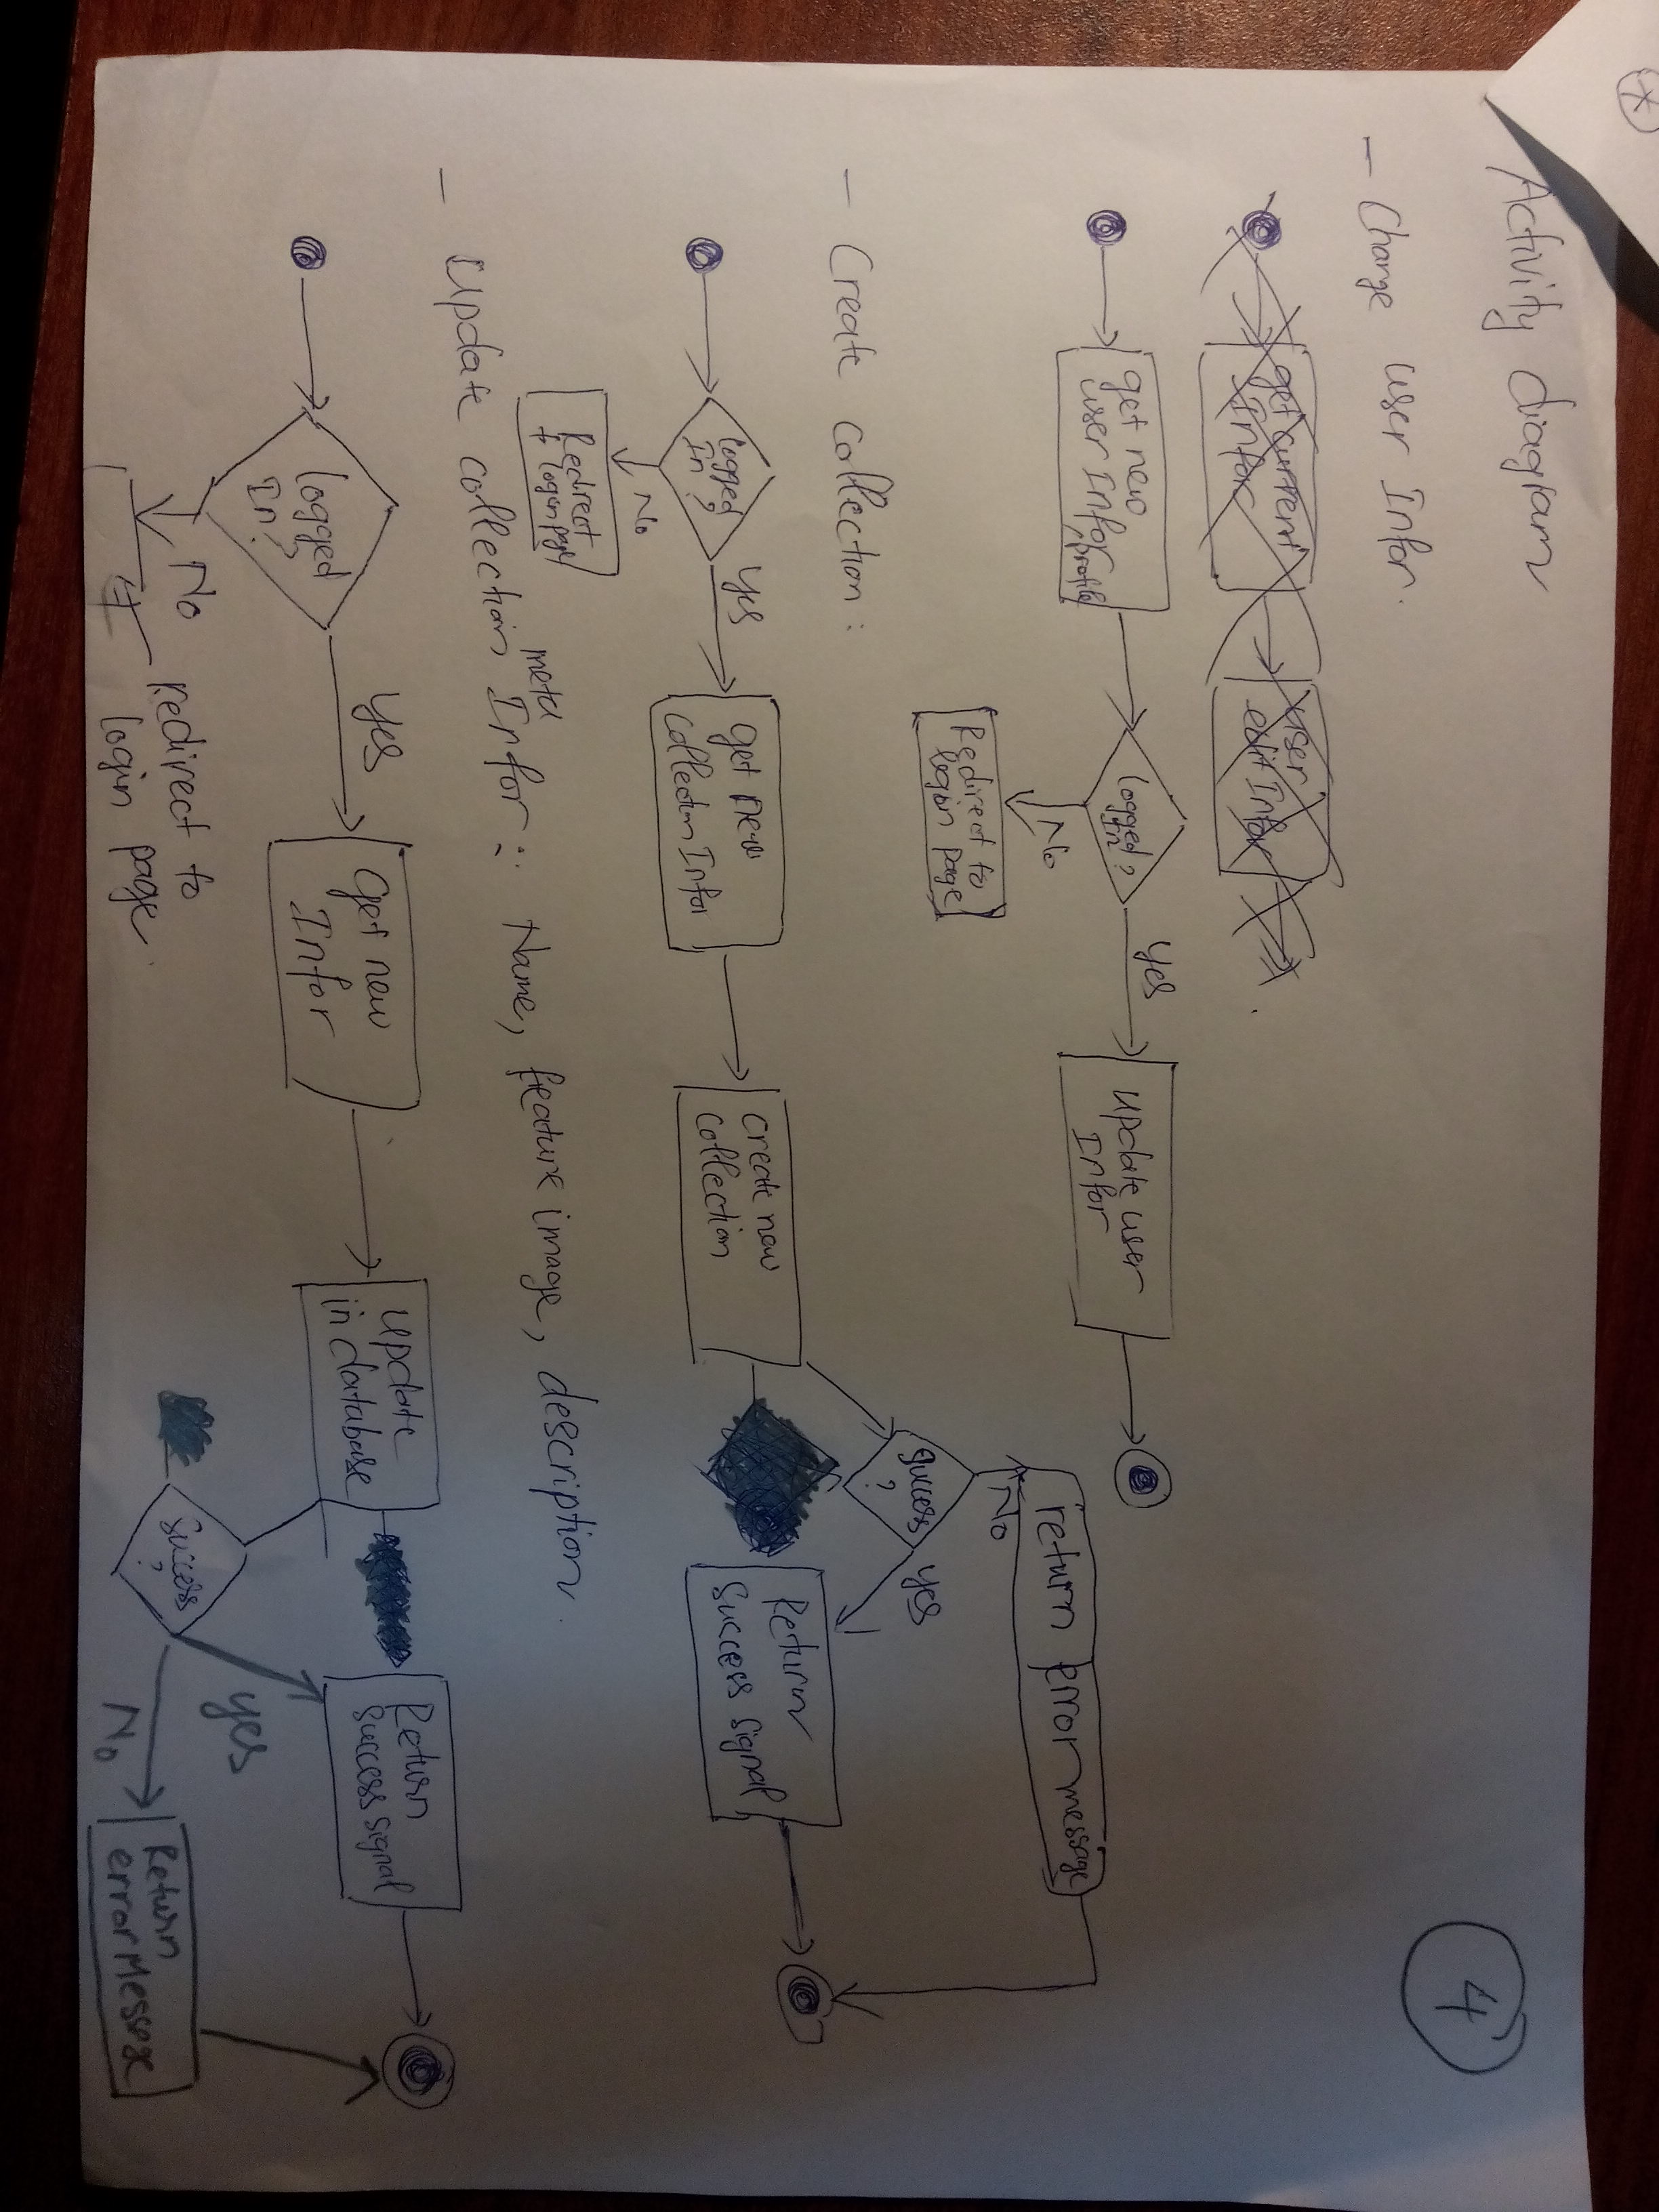 Activity diagram
4
- Change user Infor.
get current
Infor
user
edit Infor
get new
user Infor
profile
logged
In?
Yes
No
Redirect to
login page
update user
Infor
- Create collection:
logged
In?
Yes
No
Redirect
t login page
get new
collection Infor
create new
collection
success
?
No
return error message
yes
Return
success signal
- Update collection Infor: Name, feature image, description.
meta
logged
In?
Yes
No
redirect to
login page.
Get new
Infor
update
in database
success
?
yes
Return
success signal
No
Return
error Message